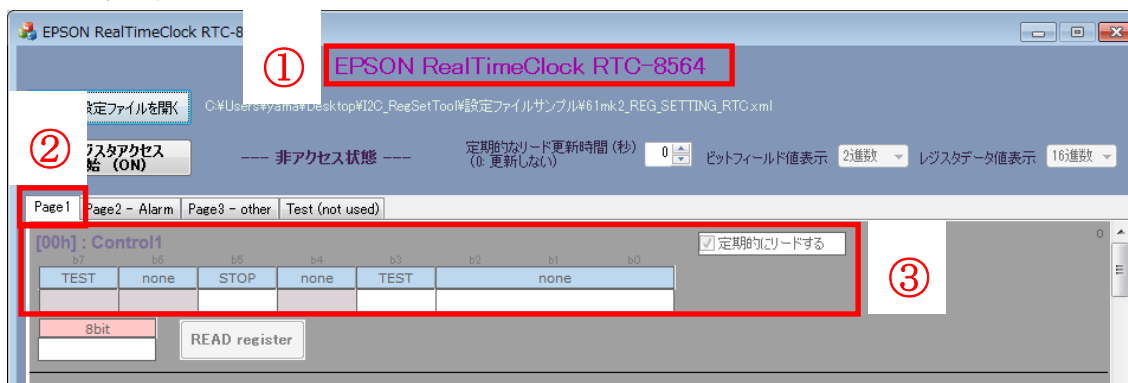 EPSON RealTimeClock RTC-8
①
EPSON RealTimeClock RTC-8564
定ファイルを開く
C:¥Users¥yama¥Desktop¥I2C_RegSetTool¥設定ファイルサンプル¥61mk2_REG_SETTING_RTC.xml
②
スタアクセス
始 (ON)
--- 非アクセス状態 ---
定期的なリード更新時間 (秒)
(0: 更新しない)
0
ビットフィールド値表示
2進数
レジスタデータ値表示
16進数
Page1
Page2 - Alarm
Page3 - other
Test (not used)
[00h] : Control1
定期的にリードする
0
b7 b6 b5 b4 b3 b2 b1 b0
TEST none STOP none TEST none
③
8bit
READ register